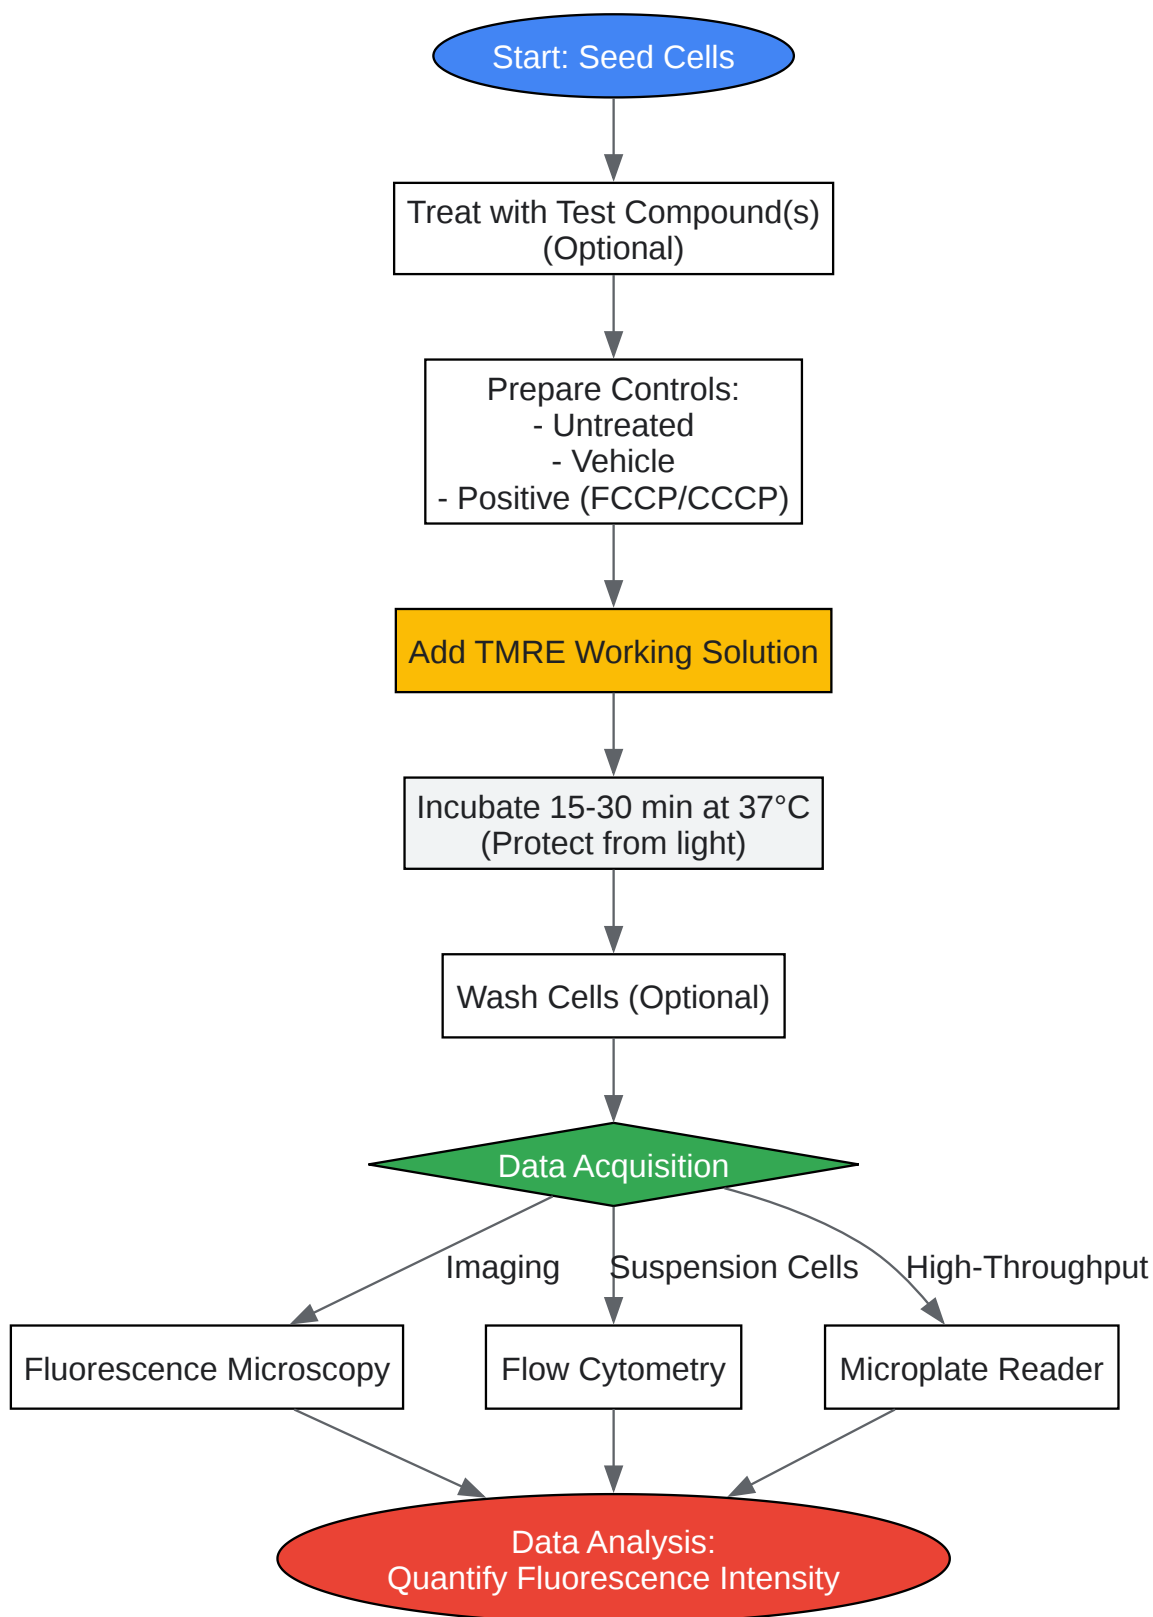 Start: Seed Cells
Treat with Test Compound(s)
(Optional)
Prepare Controls:
- Untreated
- Vehicle
- Positive (FCCP/CCCP)
Add TMRE Working Solution
Incubate 15-30 min at 37°C
(Protect from light)
Wash Cells (Optional)
Data Acquisition
Imaging
Suspension Cells
High-Throughput
Fluorescence Microscopy
Flow Cytometry
Microplate Reader
Data Analysis:
Quantify Fluorescence Intensity